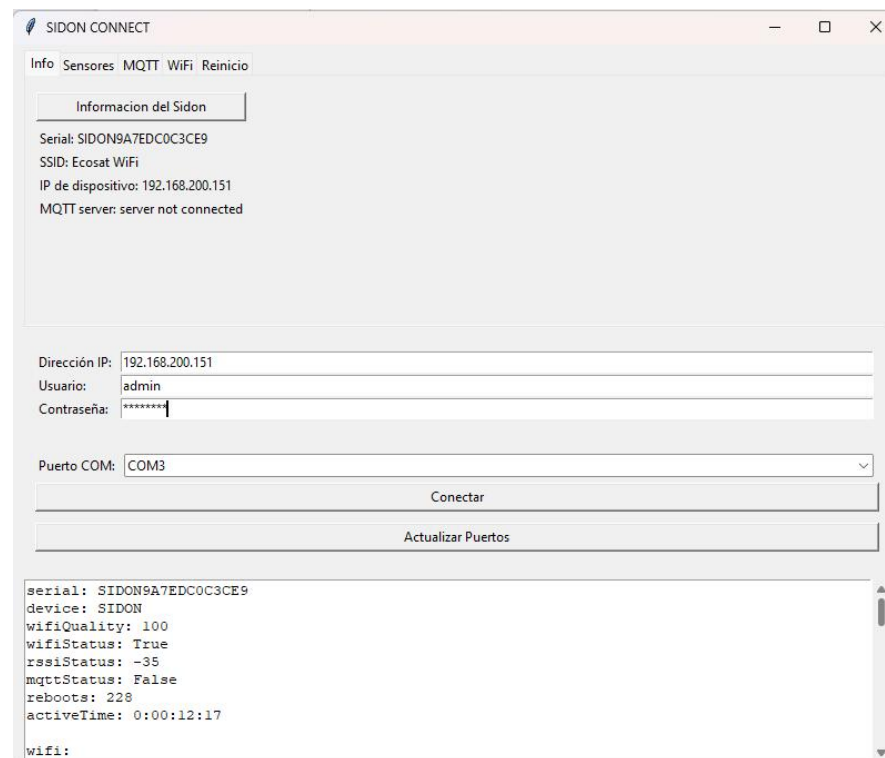 SIDON CONNECT
Info Sensores MQTT WiFi Reinicio
Informacion del Sidon
Serial: SIDON9A7EDC0C3CE9
SSID: Ecosat WiFi
IP de dispositivo: 192.168.200.151
MQTT server: server not connected
Dirección IP: 192.168.200.151
Usuario: admin
Contraseña: ********
Puerto COM: COM3
Conectar
Actualizar Puertos
serial: SIDON9A7EDC0C3CE9
device: SIDON
wifiQuality: 100
wifiStatus: True
rssiStatus: -35
mqttStatus: False
reboots: 228
activeTime: 0:00:12:17
wifi: